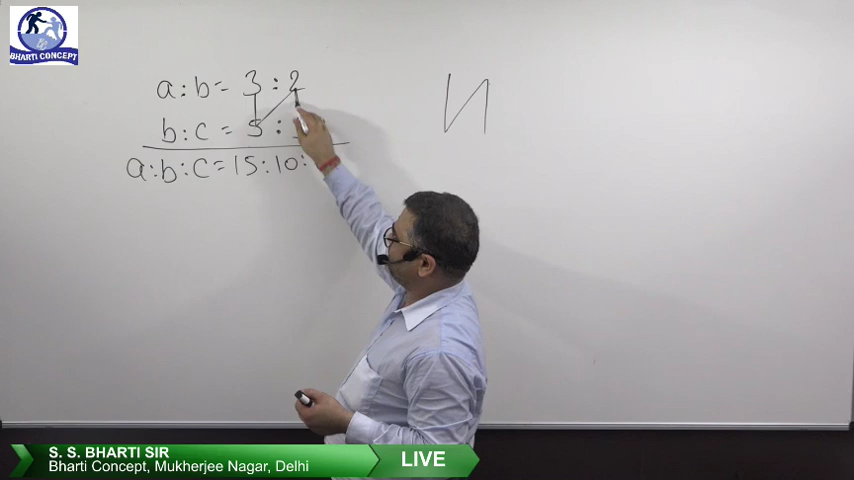 BHARTI CONCEPT
a:b= 3:2
b:c = 5:
a:b:c=15:10:
И
S. S. BHARTI SIR
Bharti Concept, Mukherjee Nagar, Delhi
LIVE